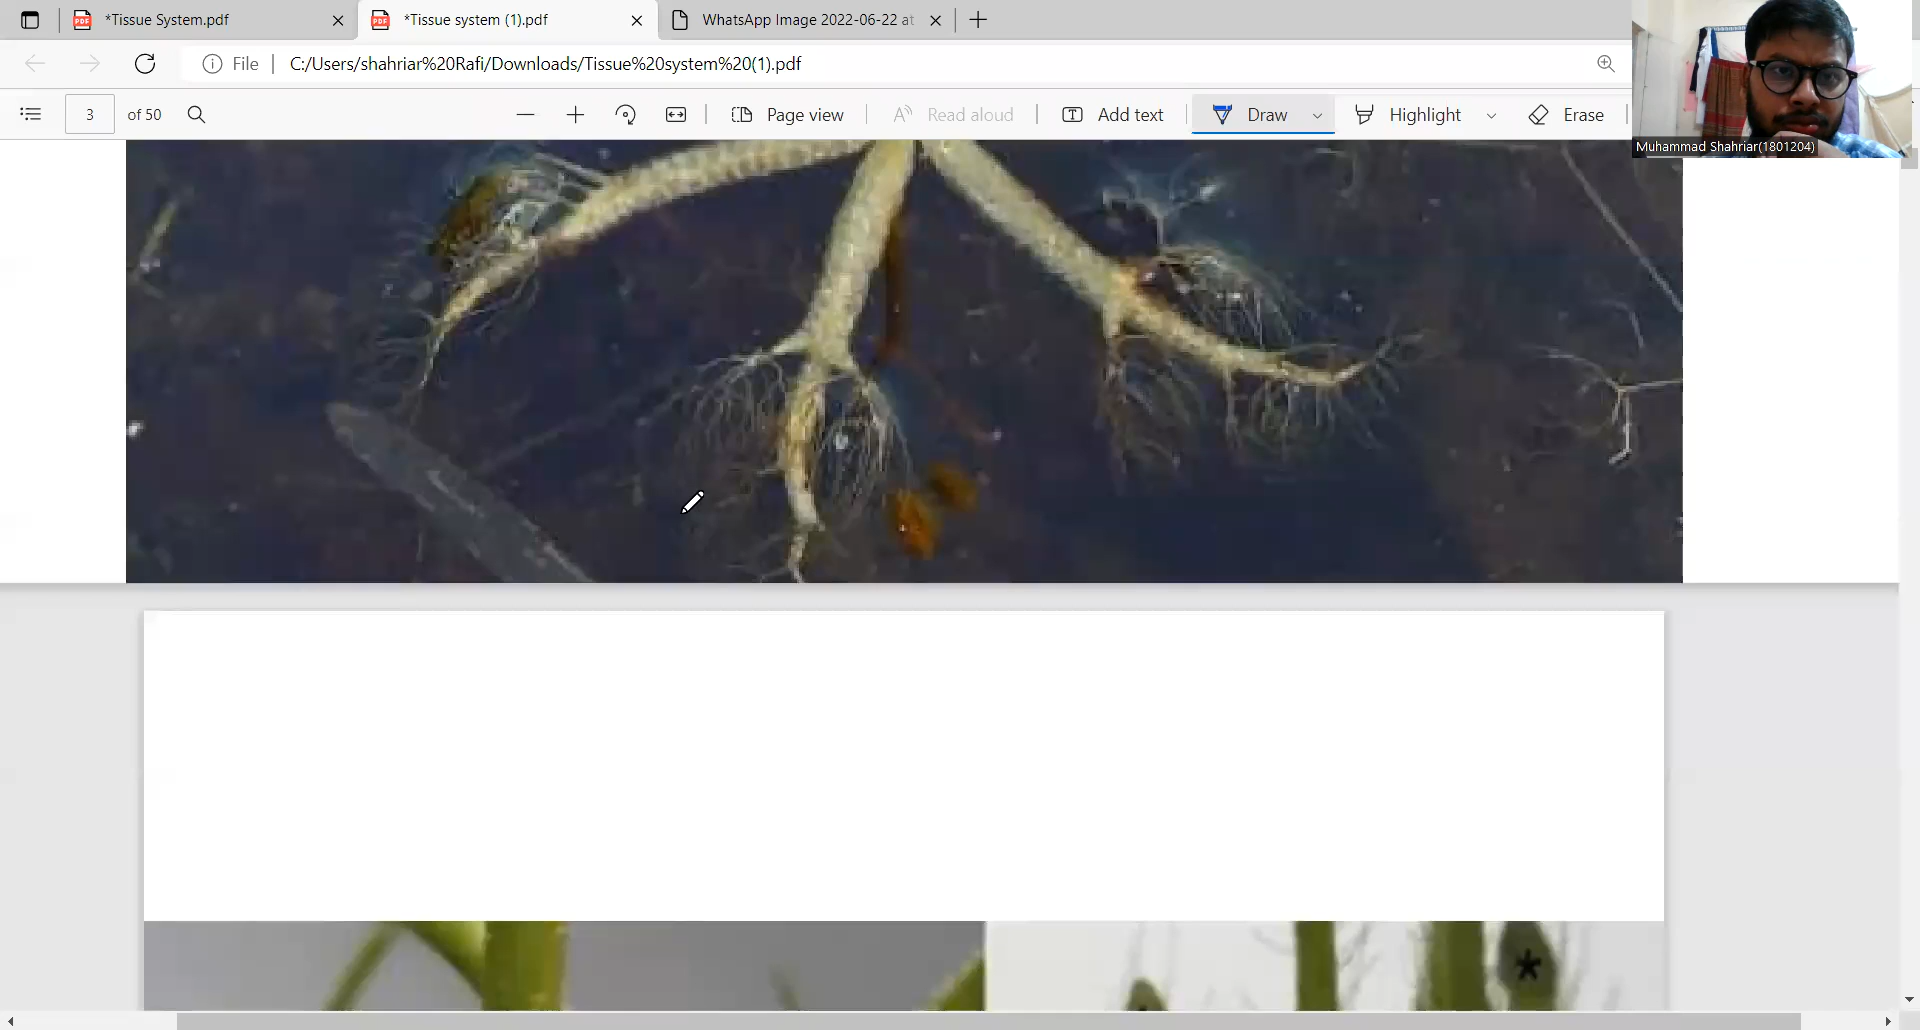 *Tissue System.pdf
*Tissue system (1).pdf
WhatsApp Image 2022-06-22 at
File
C:/Users/shahriar%20Rafi/Downloads/Tissue%20system%20(1).pdf
3 of 50
Page view
Read aloud
Add text
Draw
Highlight
Erase
Muhammad Shahriar(1801204)
*